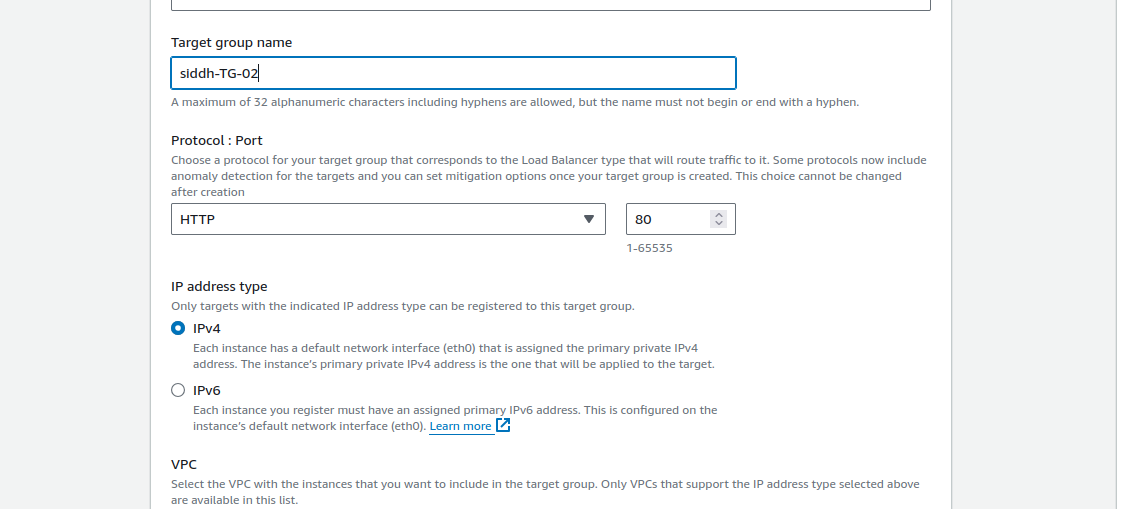 Target group name
siddh-TG-02
A maximum of 32 alphanumeric characters including hyphens are allowed, but the name must not begin or end with a hyphen.
Protocol : Port
Choose a protocol for your target group that corresponds to the Load Balancer type that will route traffic to it. Some protocols now include
anomaly detection for the targets and you can set mitigation options once your target group is created. This choice cannot be changed
after creation
HTTP
80
1-65535
IP address type
Only targets with the indicated IP address type can be registered to this target group.
IPv4
Each instance has a default network interface (eth0) that is assigned the primary private IPv4
address. The instance's primary private IPv4 address is the one that will be applied to the target.
IPv6
Each instance you register must have an assigned primary IPv6 address. This is configured on the
instance's default network interface (eth0). Learn more
VPC
Select the VPC with the instances that you want to include in the target group. Only VPCs that support the IP address type selected above
are available in this list.